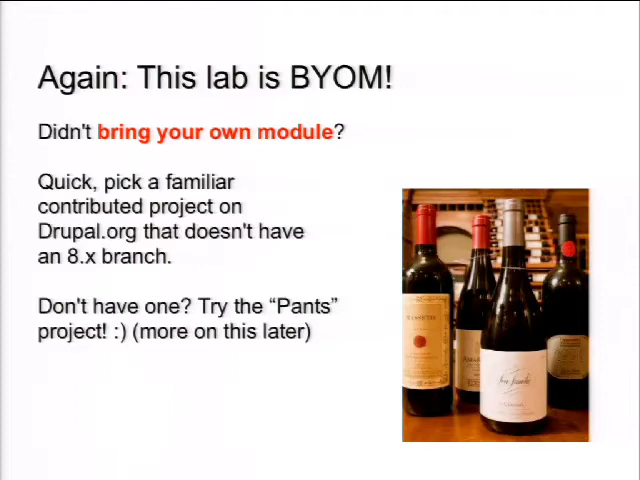 Again: This lab is BYOM!
Didn't bring your own module?
Quick, pick a familiar
contributed project on
Drupal.org that doesn't have
an 8.x branch.
Don't have one? Try the “Pants”
project! :) (more on this later)